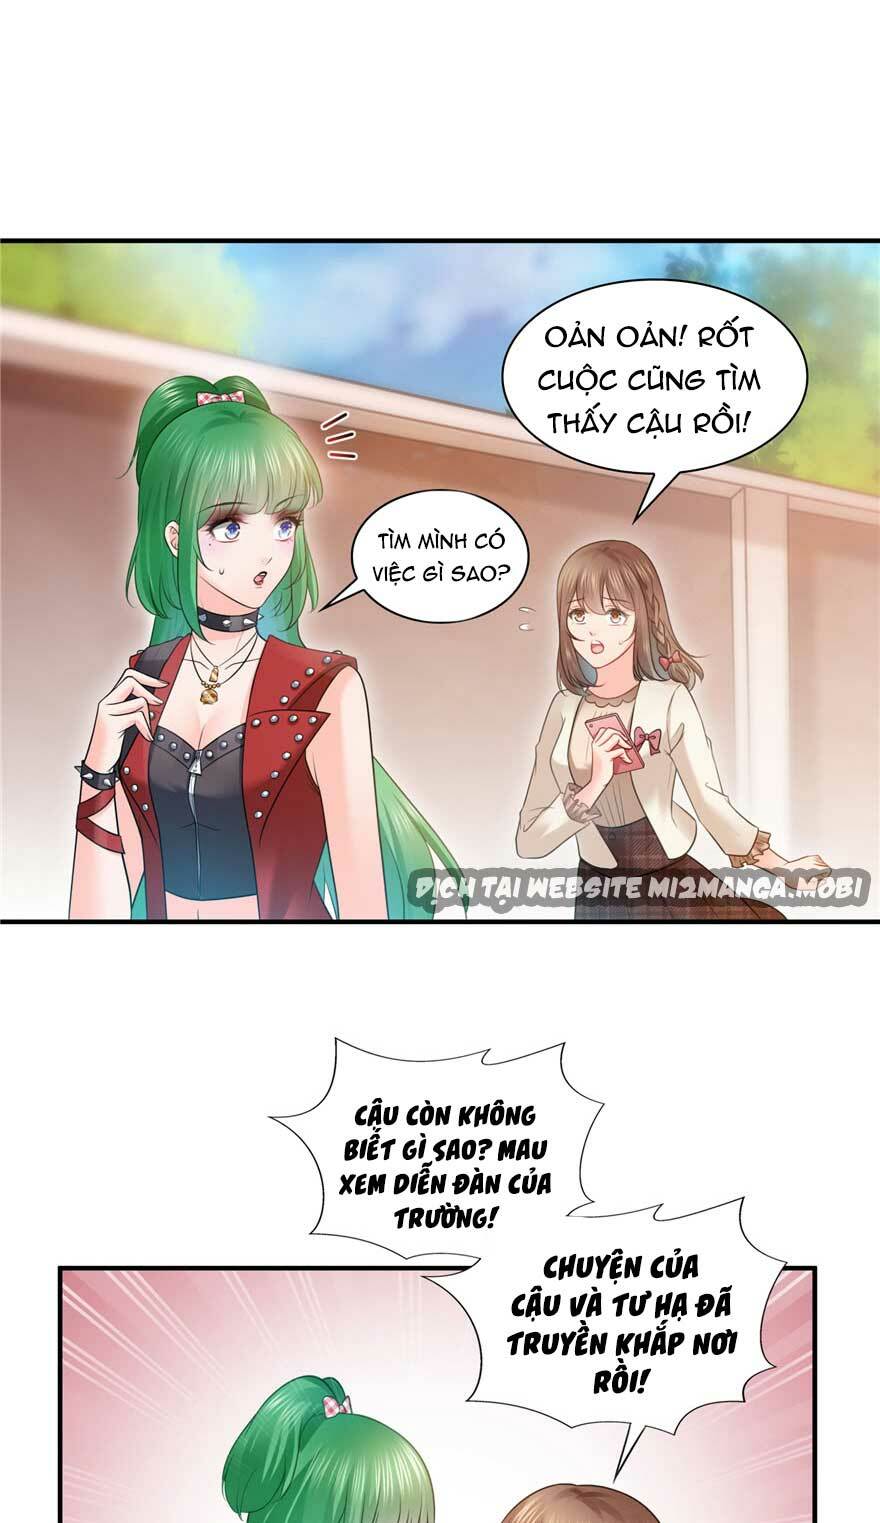 OẢN OẢN! RỐT
CUỘC CŨNG TÌM
THẤY CẬU RỒI!
TÌM MÌNH CÓ
VIỆC GÌ SAO?
DỊCH TẠI WEBSITE MI2MANGA.MOBI
CẬU CÒN KHÔNG
BIẾT GÌ SAO? MAU
XEM DIỄN ĐÀN CỦA
TRƯỜNG!
CHUYỆN CỦA
CẬU VÀ TƯ HẠ ĐÃ
TRUYỀN KHẮP NƠI
RỒI!